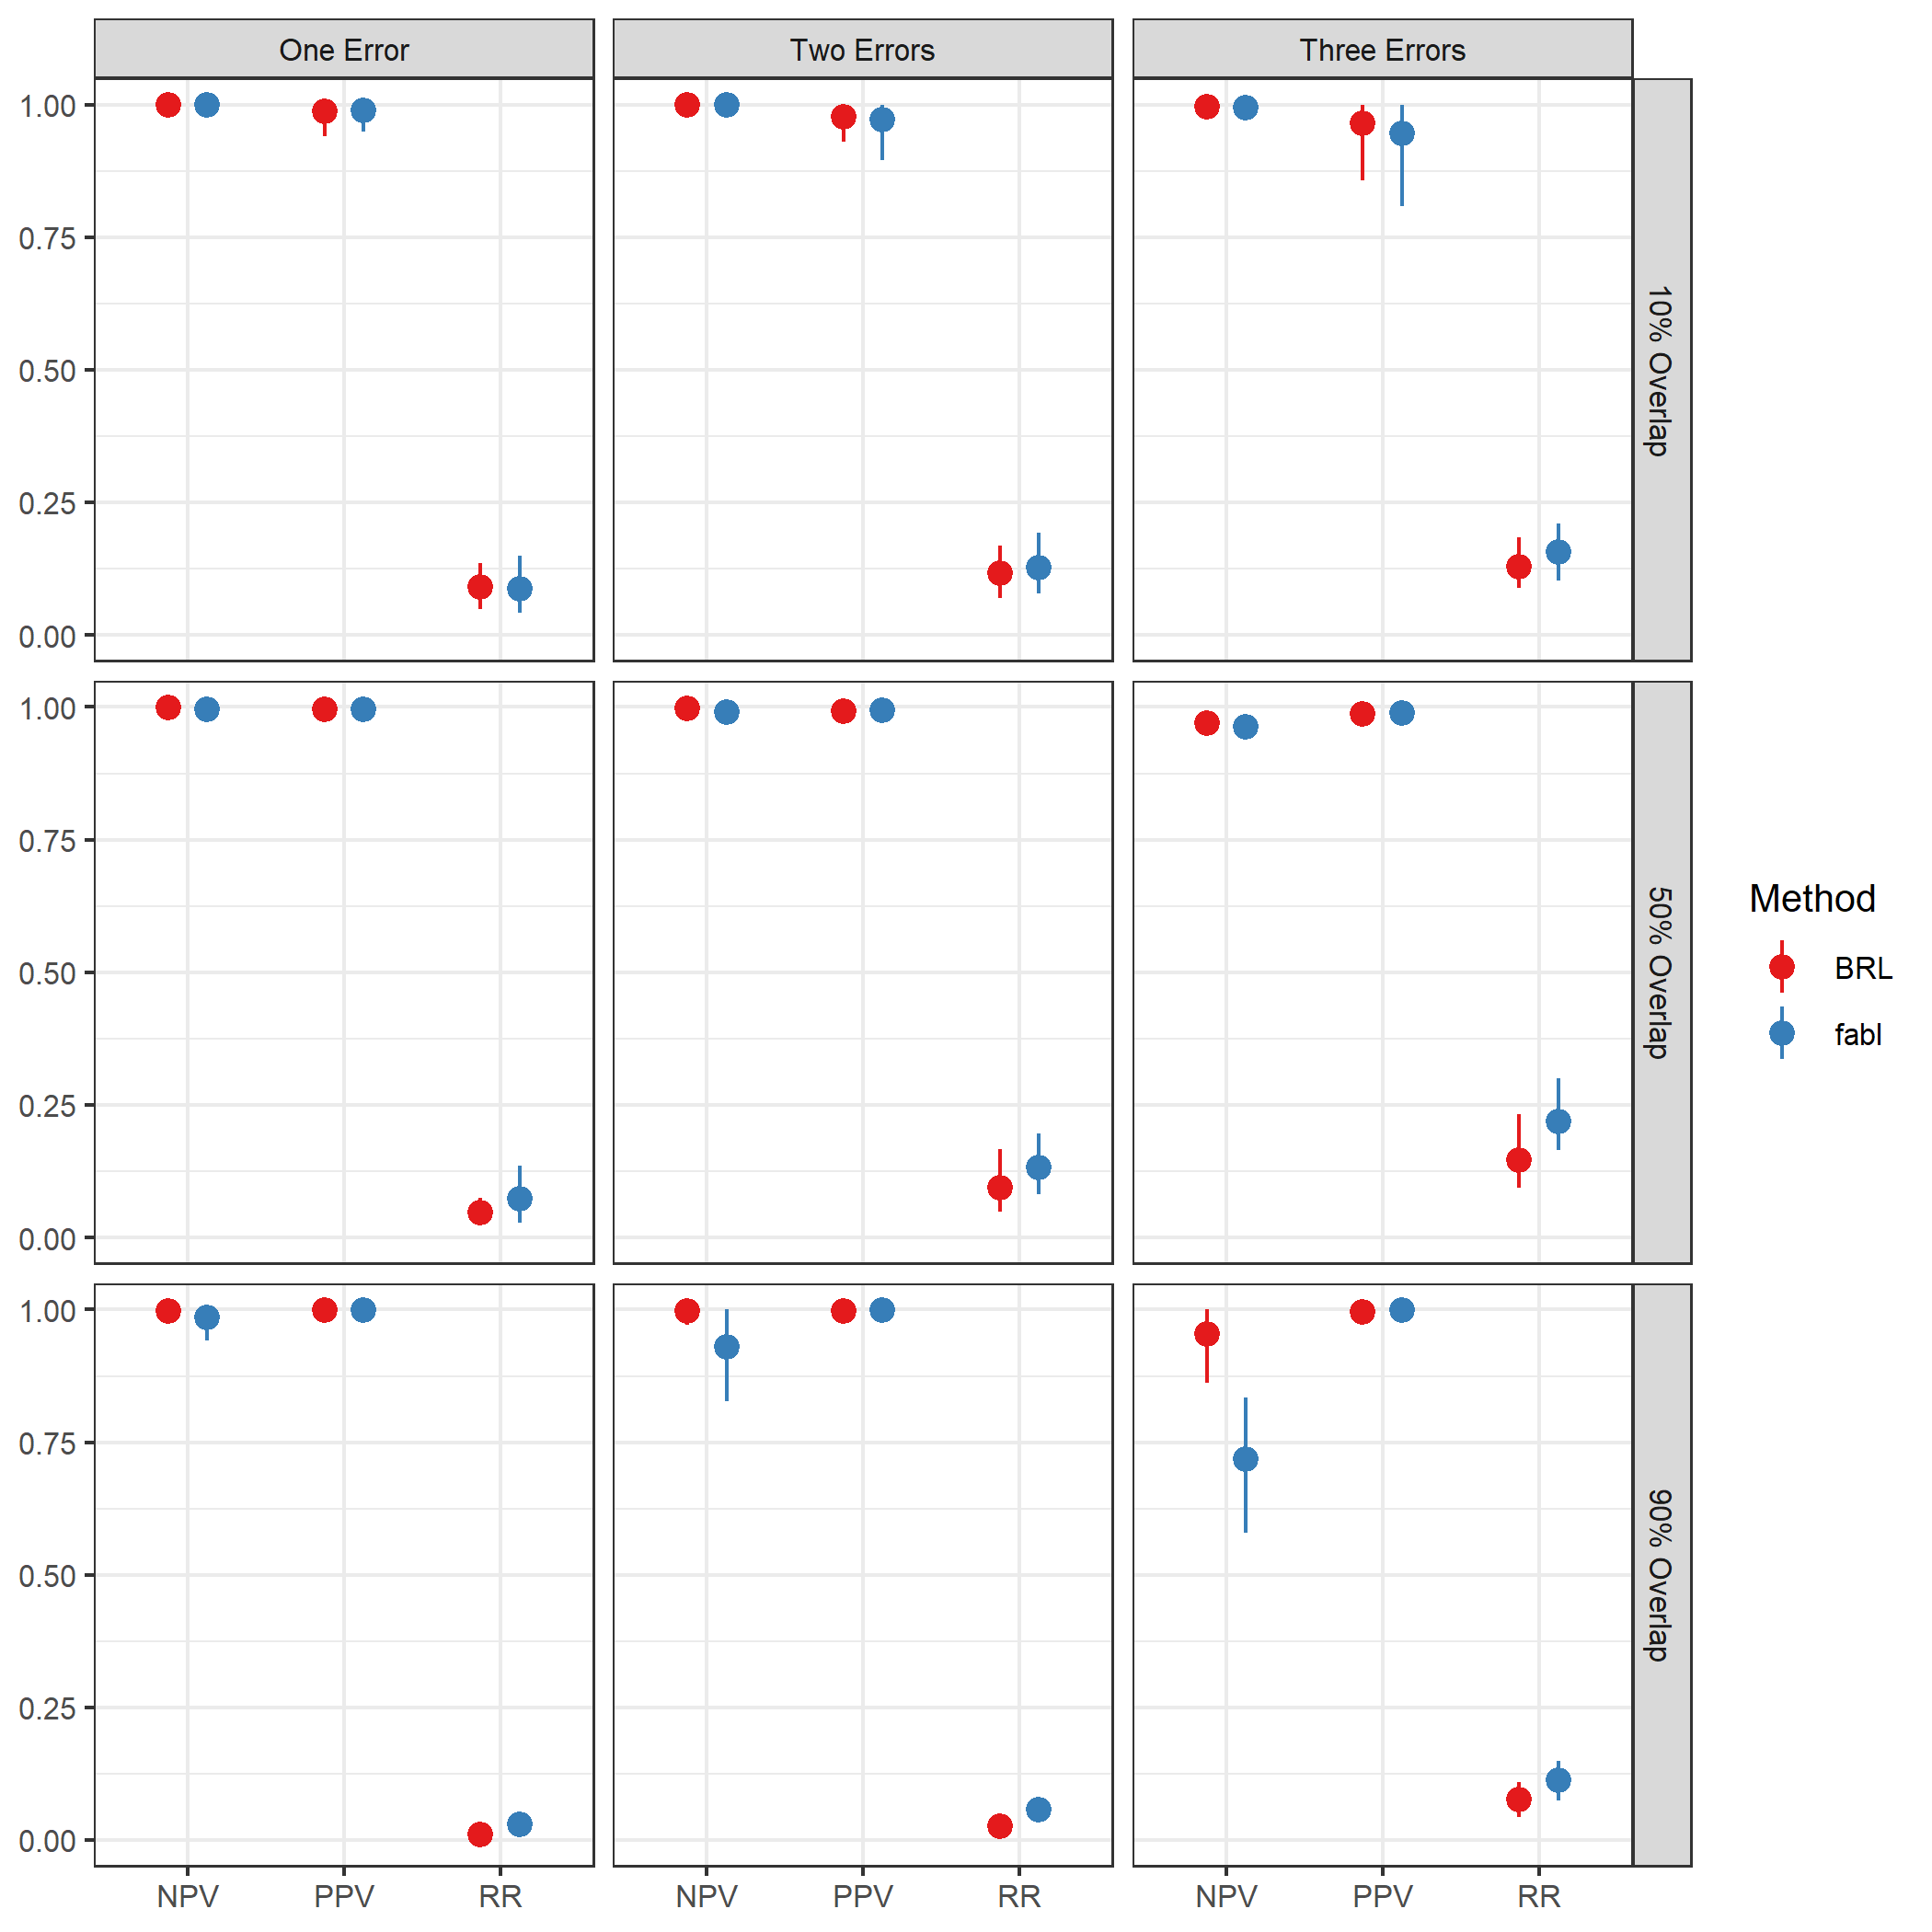 One Error
Two Errors
Three Errors
1.00
0.75
0.50
0.25
0.00
10% Overlap
1.00
0.75
0.50
0.25
0.00
50% Overlap
1.00
0.75
0.50
0.25
0.00
90% Overlap
NPV
PPV
RR
NPV
PPV
RR
NPV
PPV
RR
Method
BRL
fabl